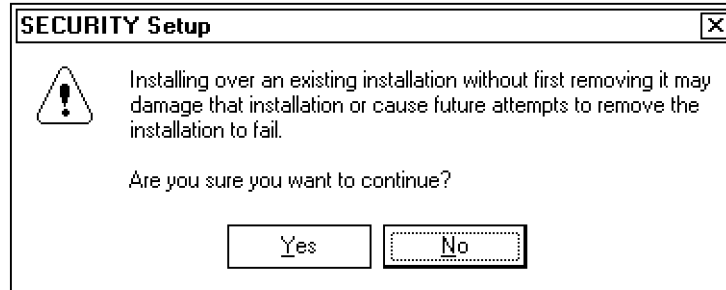 SECURITY Setup
Installing over an existing installation without first removing it may
damage that installation or cause future attempts to remove the
installation to fail.
Are you sure you want to continue?
Yes No